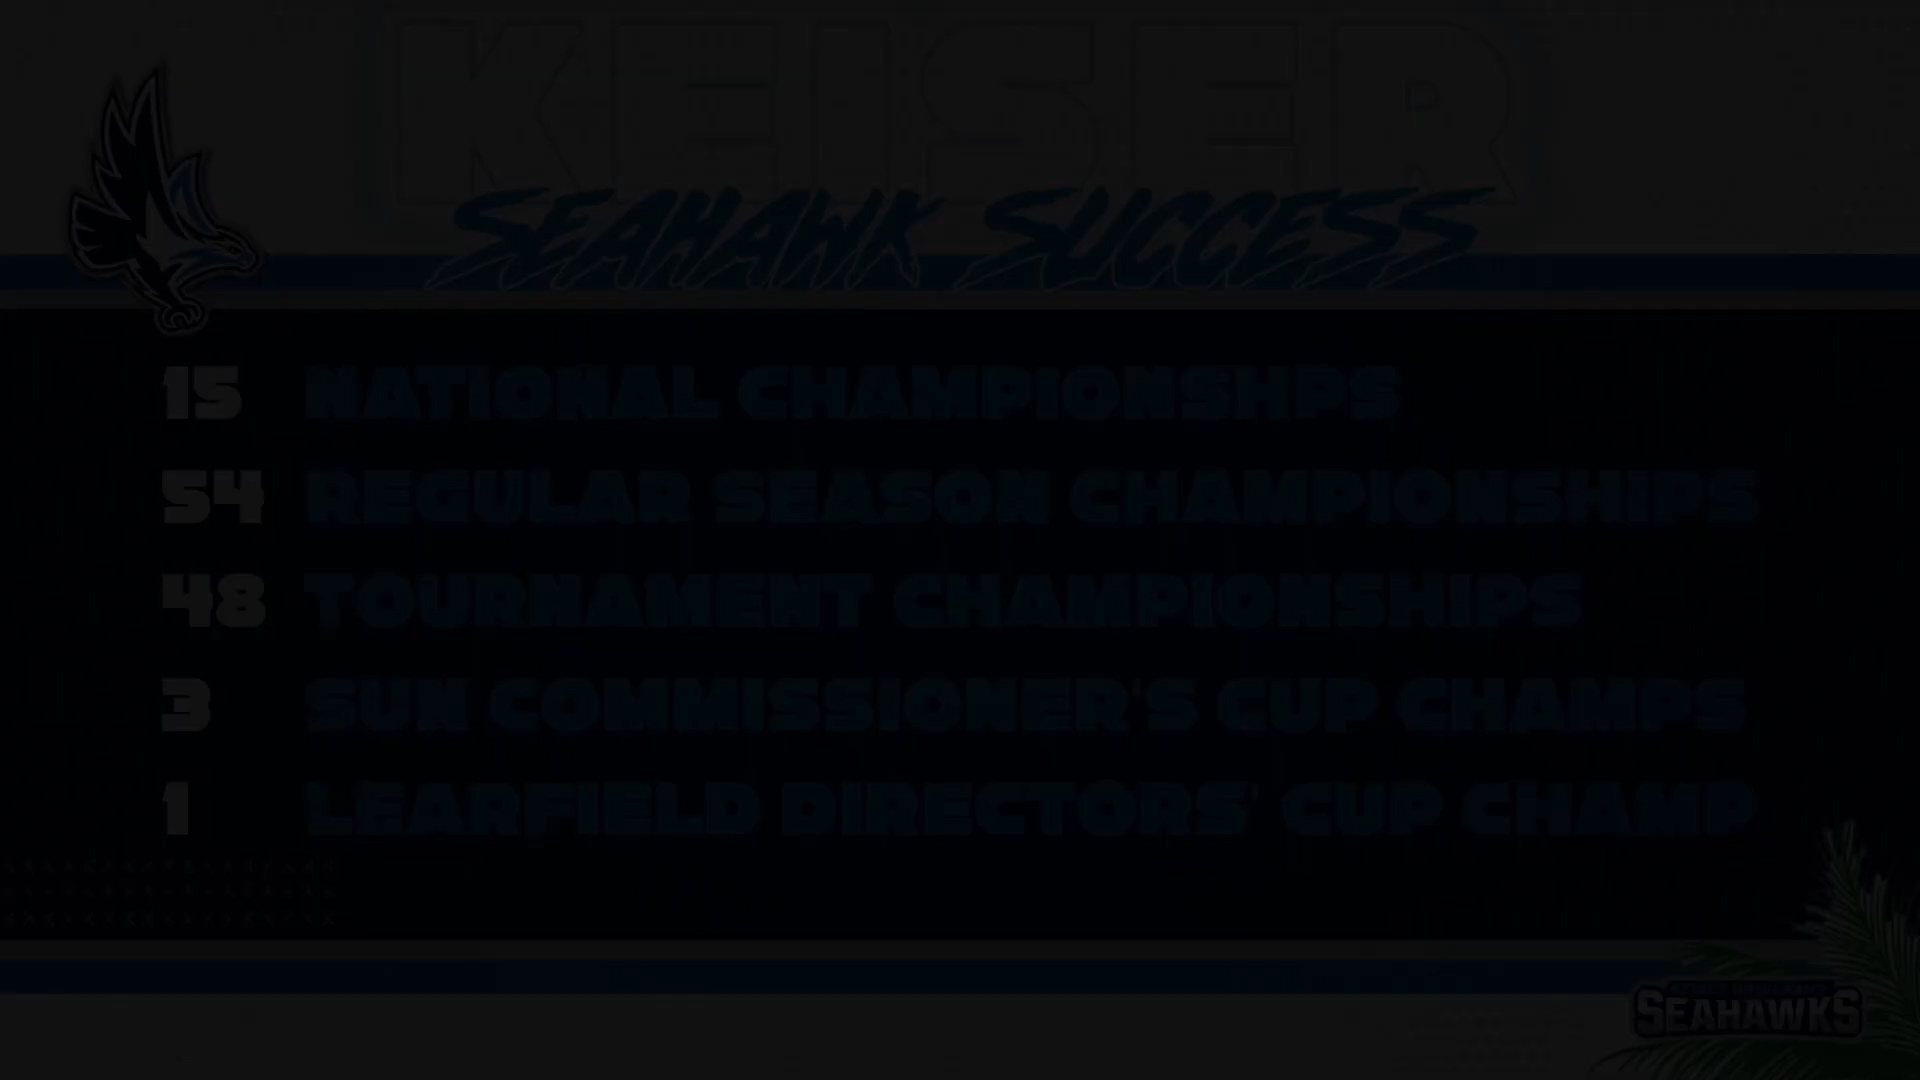 KEISER
SEAHAWK SUCCESS
15 NATIONAL CHAMPIONSHPS
54 REGULAR SEASON CHAMPIONSHIPS
48 TOURNAMENT CHAMPIONSHIPS
3 SUN COMMISSIONER'S CUP CHAMPS
1 LEARFIELD DIRECTORS' CUP CHAMP
SEAHAWKS